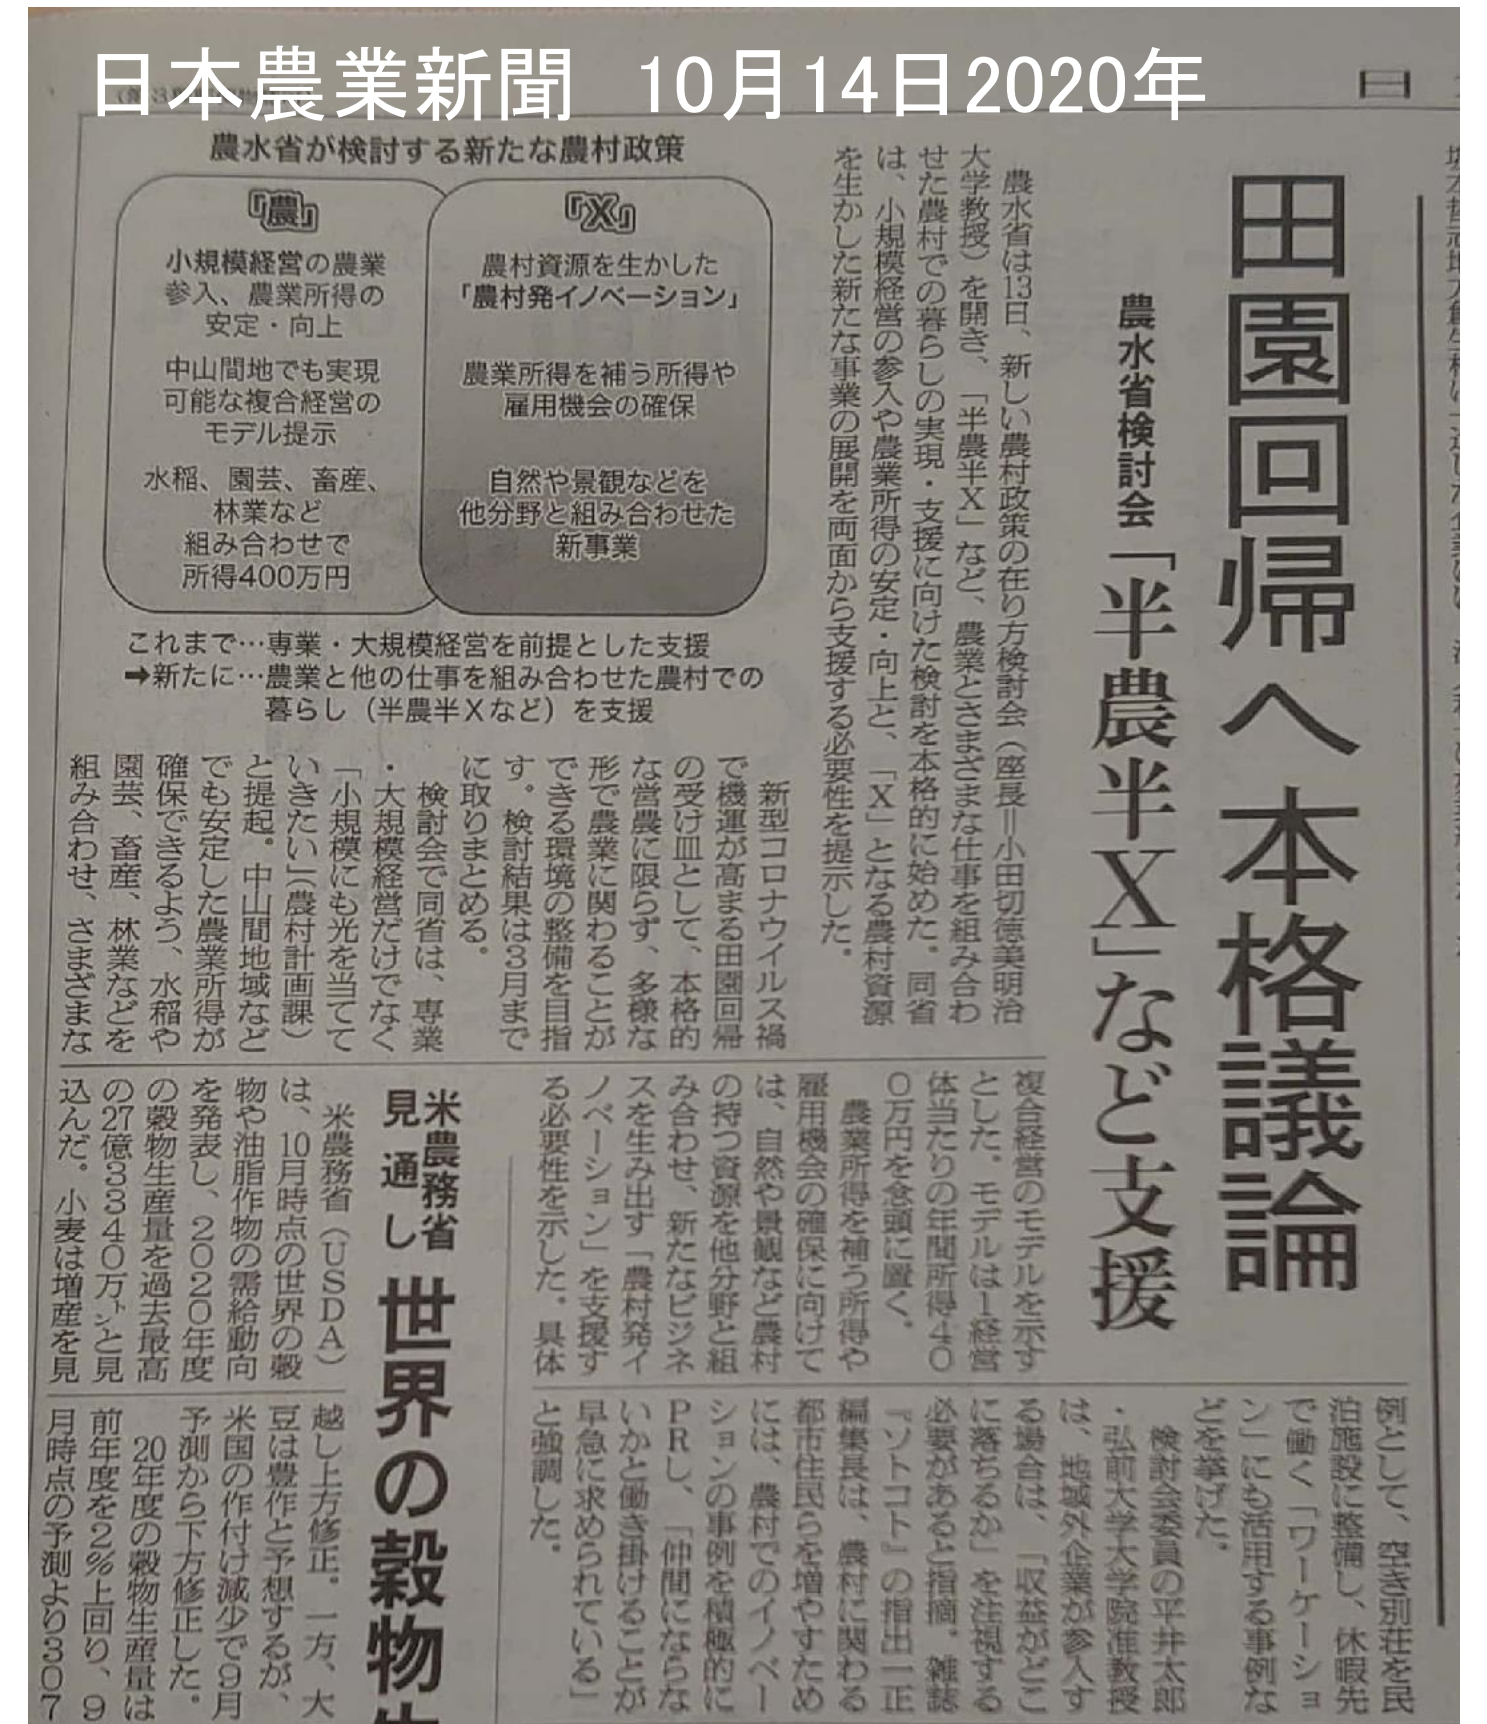 日本農業新聞　10月14日2020年
田園回帰へ本格議論
農水省検討会「半農半X」など支援
農水省は13日、新しい農村政策の在り方検討会（座長＝小田切徳美明治
大学教授）を開き、「半農半X」など、農業とさまざまな仕事を組み合わ
せた農村での暮らしの実現・支援に向けた検討を本格的に始めた。同省
は、小規模経営の参入や農業所得の安定・向上と、「X」となる農村資源
を生かした新たな事業の展開を両面から支援する必要性を提示した。
農水省が検討する新たな農村政策
『農』
小規模経営の農業
参入、農業所得の
安定・向上
中山間地でも実現
可能な複合経営の
モデル提示
水稲、園芸、畜産、
林業など
組み合わせで
所得400万円
『X』
農村資源を生かした
「農村発イノベーション」
農業所得を補う所得や
雇用機会の確保
自然や景観などを
他分野と組み合わせた
新事業
これまで…専業・大規模経営を前提とした支援
➡新たに…農業と他の仕事を組み合わせた農村での
暮らし（半農半Xなど）を支援
新型コロナウイルス禍
で機運が高まる田園回帰
の受け皿として、本格的
な営農に限らず、多様な
形で農業に関わることが
できる環境の整備を目指
す。検討結果は3月まで
に取りまとめる。
検討会で同省は、専業
・大規模経営だけでなく
「小規模にも光を当てて
いきたい」（農村計画課）
と提起。中山間地域など
でも安定した農業所得が
確保できるよう、水稲や
園芸、畜産、林業などを
組み合わせ、さまざまな
複合経営のモデルを示す
とした。モデルは1経営
体当たりの年間所得40
0万円を念頭に置く。
農業所得を補う所得や
雇用機会の確保に向けて
は、自然や景観など農村
の持つ資源を他分野と組
み合わせ、新たなビジネ
スを生み出す「農村発イ
ノベーション」を支援す
る必要性を示した。具体
例として、空き別荘を民
泊施設に整備し、休暇先
で働く「ワーケーショ
ン」にも活用する事例な
どを挙げた。
検討会委員の平井太郎
・弘前大学大学院准教授
は、地域外企業が参入す
る場合は、「収益がどこ
に落ちるか」を注視する
必要があると指摘。雑誌
『ソトコト』の指出一正
編集長は、農村に関わる
都市住民らを増やすため
には、農村でのイノベー
ションの事例を積極的に
PRし、「仲間にならな
いかと働き掛けることが
早急に求められている」
と強調した。
米農務省
見通し
世界の穀物
米農務省（USDA）
は、10月時点の世界の穀
物や油脂作物の需給動向
を発表し、2020年度
の穀物生産量を過去最高
の27億3340万トンと見
込んだ。小麦は増産を見
越し上方修正。一方、大
豆は豊作と予想するが、
米国の作付け減少で9月
予測から下方修正した。
20年度の穀物生産量は
前年度を2%上回り、9
月時点の予測より307